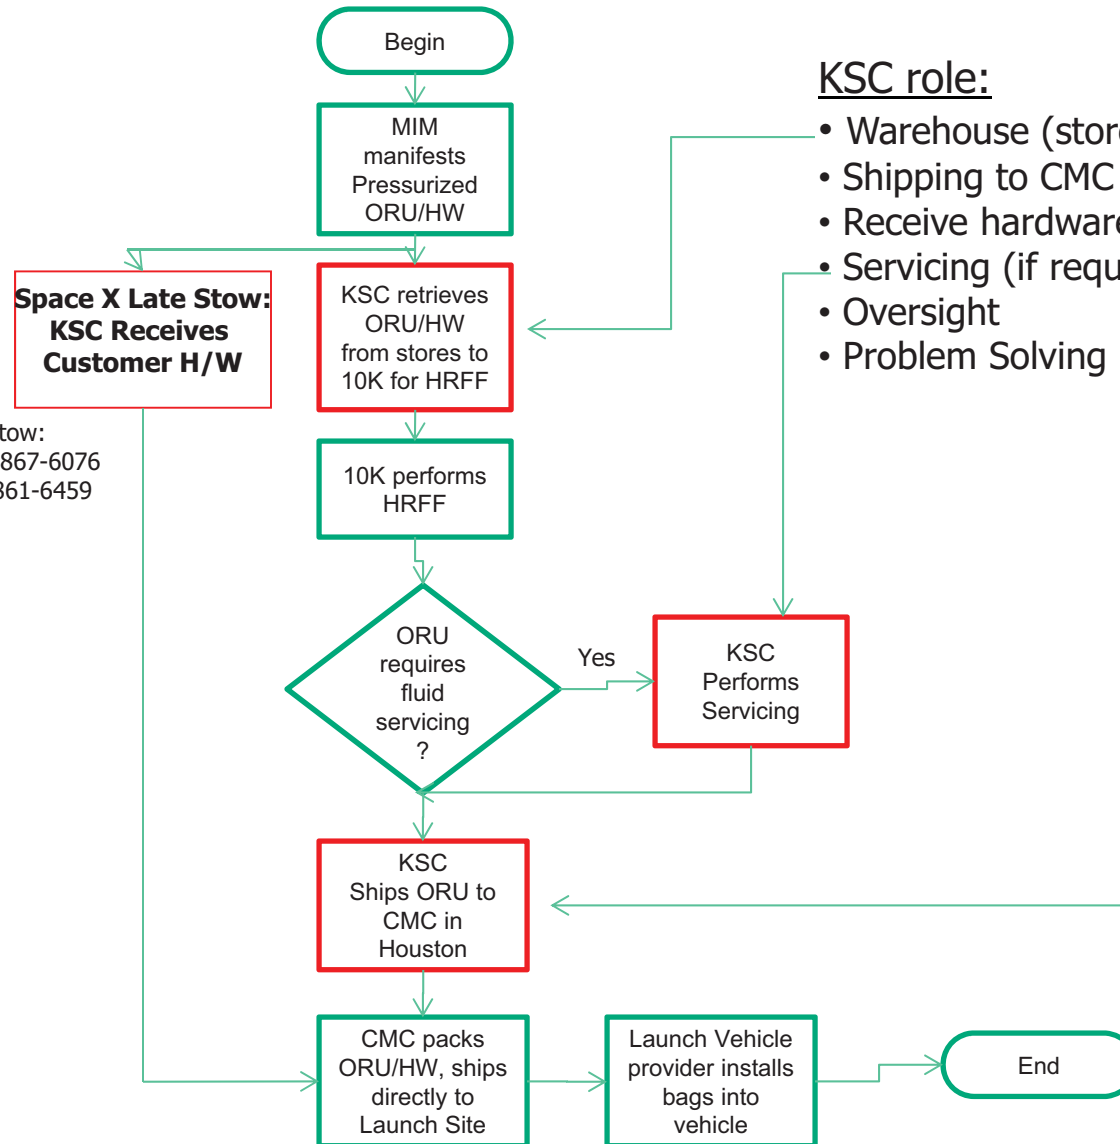 Begin
MIM
manifests
Pressurized
ORU/HW
KSC role:
• Warehouse (store
• Shipping to CMC
• Receive hardware
• Servicing (if requ
• Oversight
• Problem Solving
Space X Late Stow:
KSC Receives
Customer H/W
KSC retrieves
ORU/HW
from stores to
10K for HRFF
tow:
867-6076
861-6459
10K performs
HRFF
ORU
requires
fluid
servicing
?
Yes
KSC
Performs
Servicing
KSC
Ships ORU to
CMC in
Houston
CMC packs
ORU/HW, ships
directly to
Launch Site
Launch Vehicle
provider installs
bags into
vehicle
End